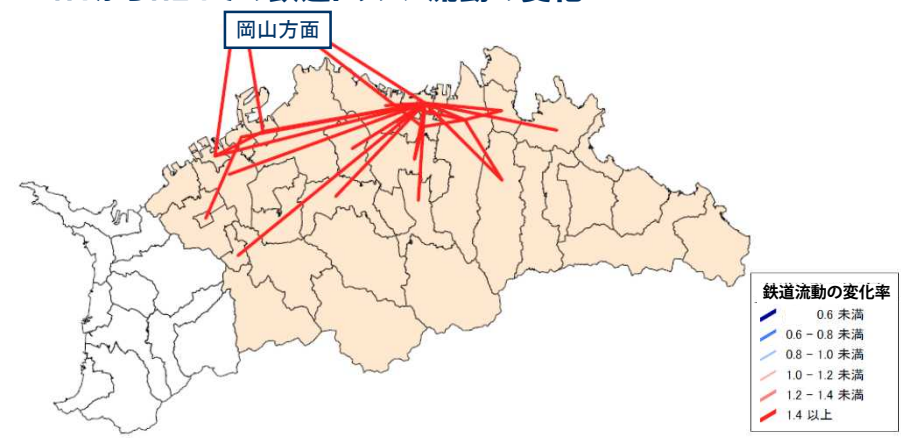 岡山方面
鉄道流動の変化率
0.6 未満
0.6 - 0.8 未満
0.8 - 1.0 未満
1.0 - 1.2 未満
1.2 - 1.4 未満
1.4 以上